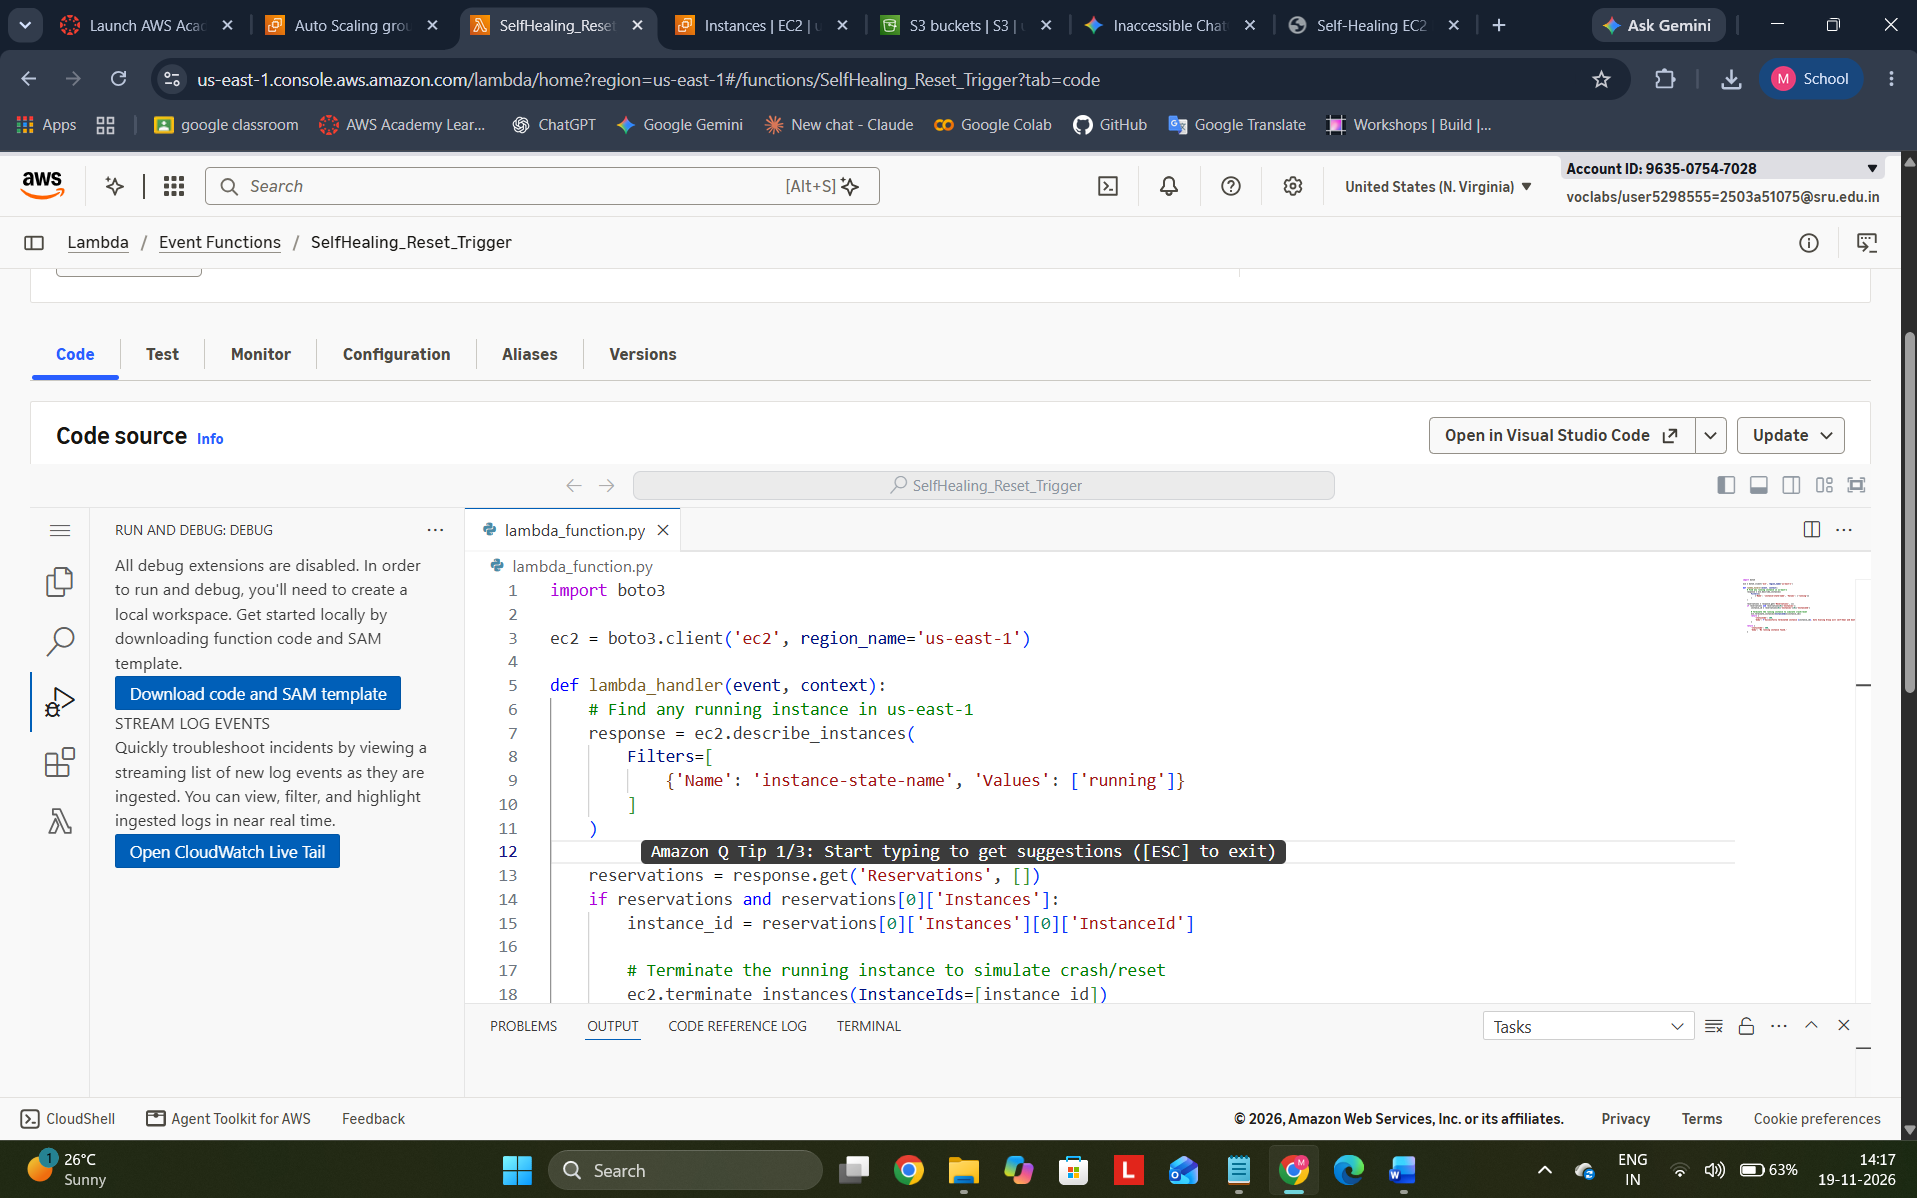 Launch AWS Aca
Auto Scaling grou
SelfHealing_Reset
Instances | EC2 | u
S3 buckets | S3 | u
Inaccessible Chat
Self-Healing EC2
Ask Gemini
us-east-1.console.aws.amazon.com/lambda/home?region=us-east-1#/functions/SelfHealing_Reset_Trigger?tab=code
M School
Apps
google classroom
AWS Academy Lear...
ChatGPT
Google Gemini
New chat - Claude
Google Colab
GitHub
Google Translate
Workshops | Build |...
aws
Search
[Alt+S]
United States (N. Virginia)
Account ID: 9635-0754-7028
voclabs/user5298555=2503a51075@sru.edu.in
Lambda / Event Functions / SelfHealing_Reset_Trigger
Code
Test
Monitor
Configuration
Aliases
Versions
Code source Info
Open in Visual Studio Code
Update
SelfHealing_Reset_Trigger
RUN AND DEBUG: DEBUG
All debug extensions are disabled. In order
to run and debug, you'll need to create a
local workspace. Get started locally by
downloading function code and SAM
template.
Download code and SAM template
STREAM LOG EVENTS
Quickly troubleshoot incidents by viewing a
streaming list of new log events as they are
ingested. You can view, filter, and highlight
ingested logs in near real time.
Open CloudWatch Live Tail
lambda_function.py
lambda_function.py
1 import boto3
2
3 ec2 = boto3.client('ec2', region_name='us-east-1')
4
5 def lambda_handler(event, context):
6 # Find any running instance in us-east-1
7 response = ec2.describe_instances(
8 Filters=[
9 {'Name': 'instance-state-name', 'Values': ['running']}
10 ]
11 )
12 Amazon Q Tip 1/3: Start typing to get suggestions ([ESC] to exit)
13 reservations = response.get('Reservations', [])
14 if reservations and reservations[0]['Instances']:
15 instance_id = reservations[0]['Instances'][0]['InstanceId']
16
17 # Terminate the running instance to simulate crash/reset
18 ec2.terminate_instances(InstanceIds=[instance_id])
PROBLEMS
OUTPUT
CODE REFERENCE LOG
TERMINAL
Tasks
CloudShell
Agent Toolkit for AWS
Feedback
© 2026, Amazon Web Services, Inc. or its affiliates.
Privacy
Terms
Cookie preferences
1
26°C
Sunny
Search
L
M
W
ENG
IN
63%
14:17
19-11-2026